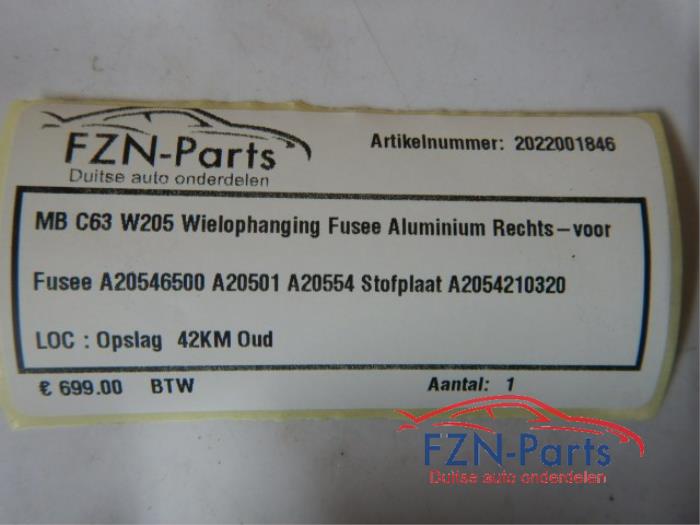 FZN-Parts
Duitse auto onderdelen
Artikelnummer: 2022001846
MB C63 W205 Wielophanging Fusee Aluminium Rechts-voor
Fusee A20546500 A20501 A20554 Stofplaat A2054210320
LOC : Opslag 42KM Oud
€ 699.00 BTW Aantal: 1
FZN-Parts
Duitse auto onderdelen